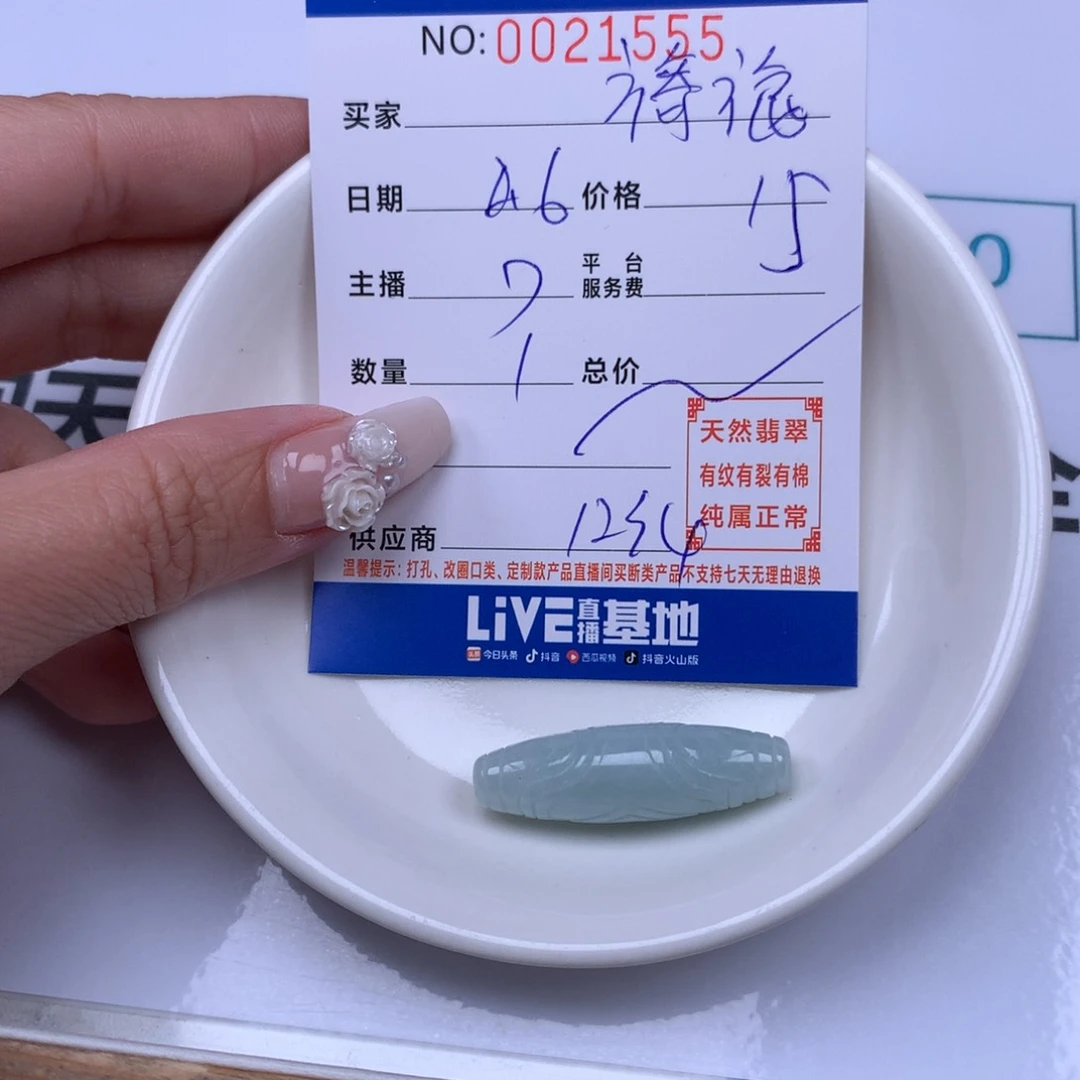 NO: 0021555
买家
日期 价格
主播 7 平台服务费
数量 1 总价
天然翡翠
有纹有裂有棉
纯属正常
供应商
温馨提示：打孔、改圈口类、定制款产品直播间买断类产品不支持七天无理由退换
LiVE直播基地
今日头条 抖音 西瓜视频 抖音火山版
天